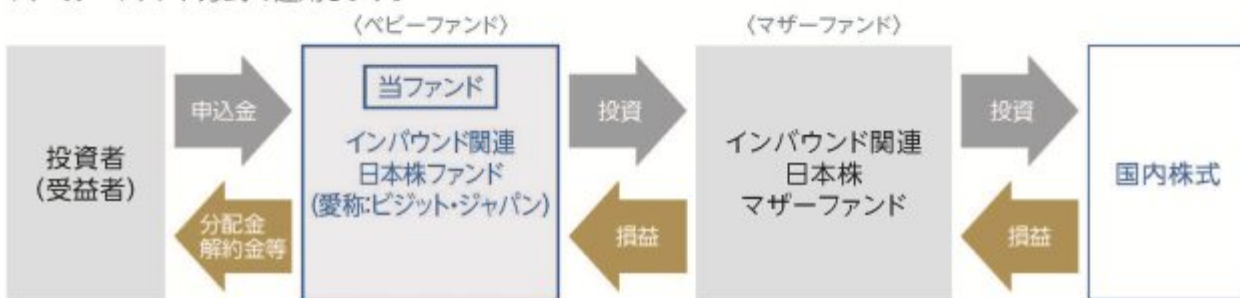 〈ベビーファンド〉
〈マザーファンド〉
投資者
(受益者)
申込金
分配金
解約金等
当ファンド
インバウンド関連
日本株ファンド
(愛称:ビジット・ジャパン)
投資
損益
インバウンド関連
日本株
マザーファンド
投資
損益
国内株式